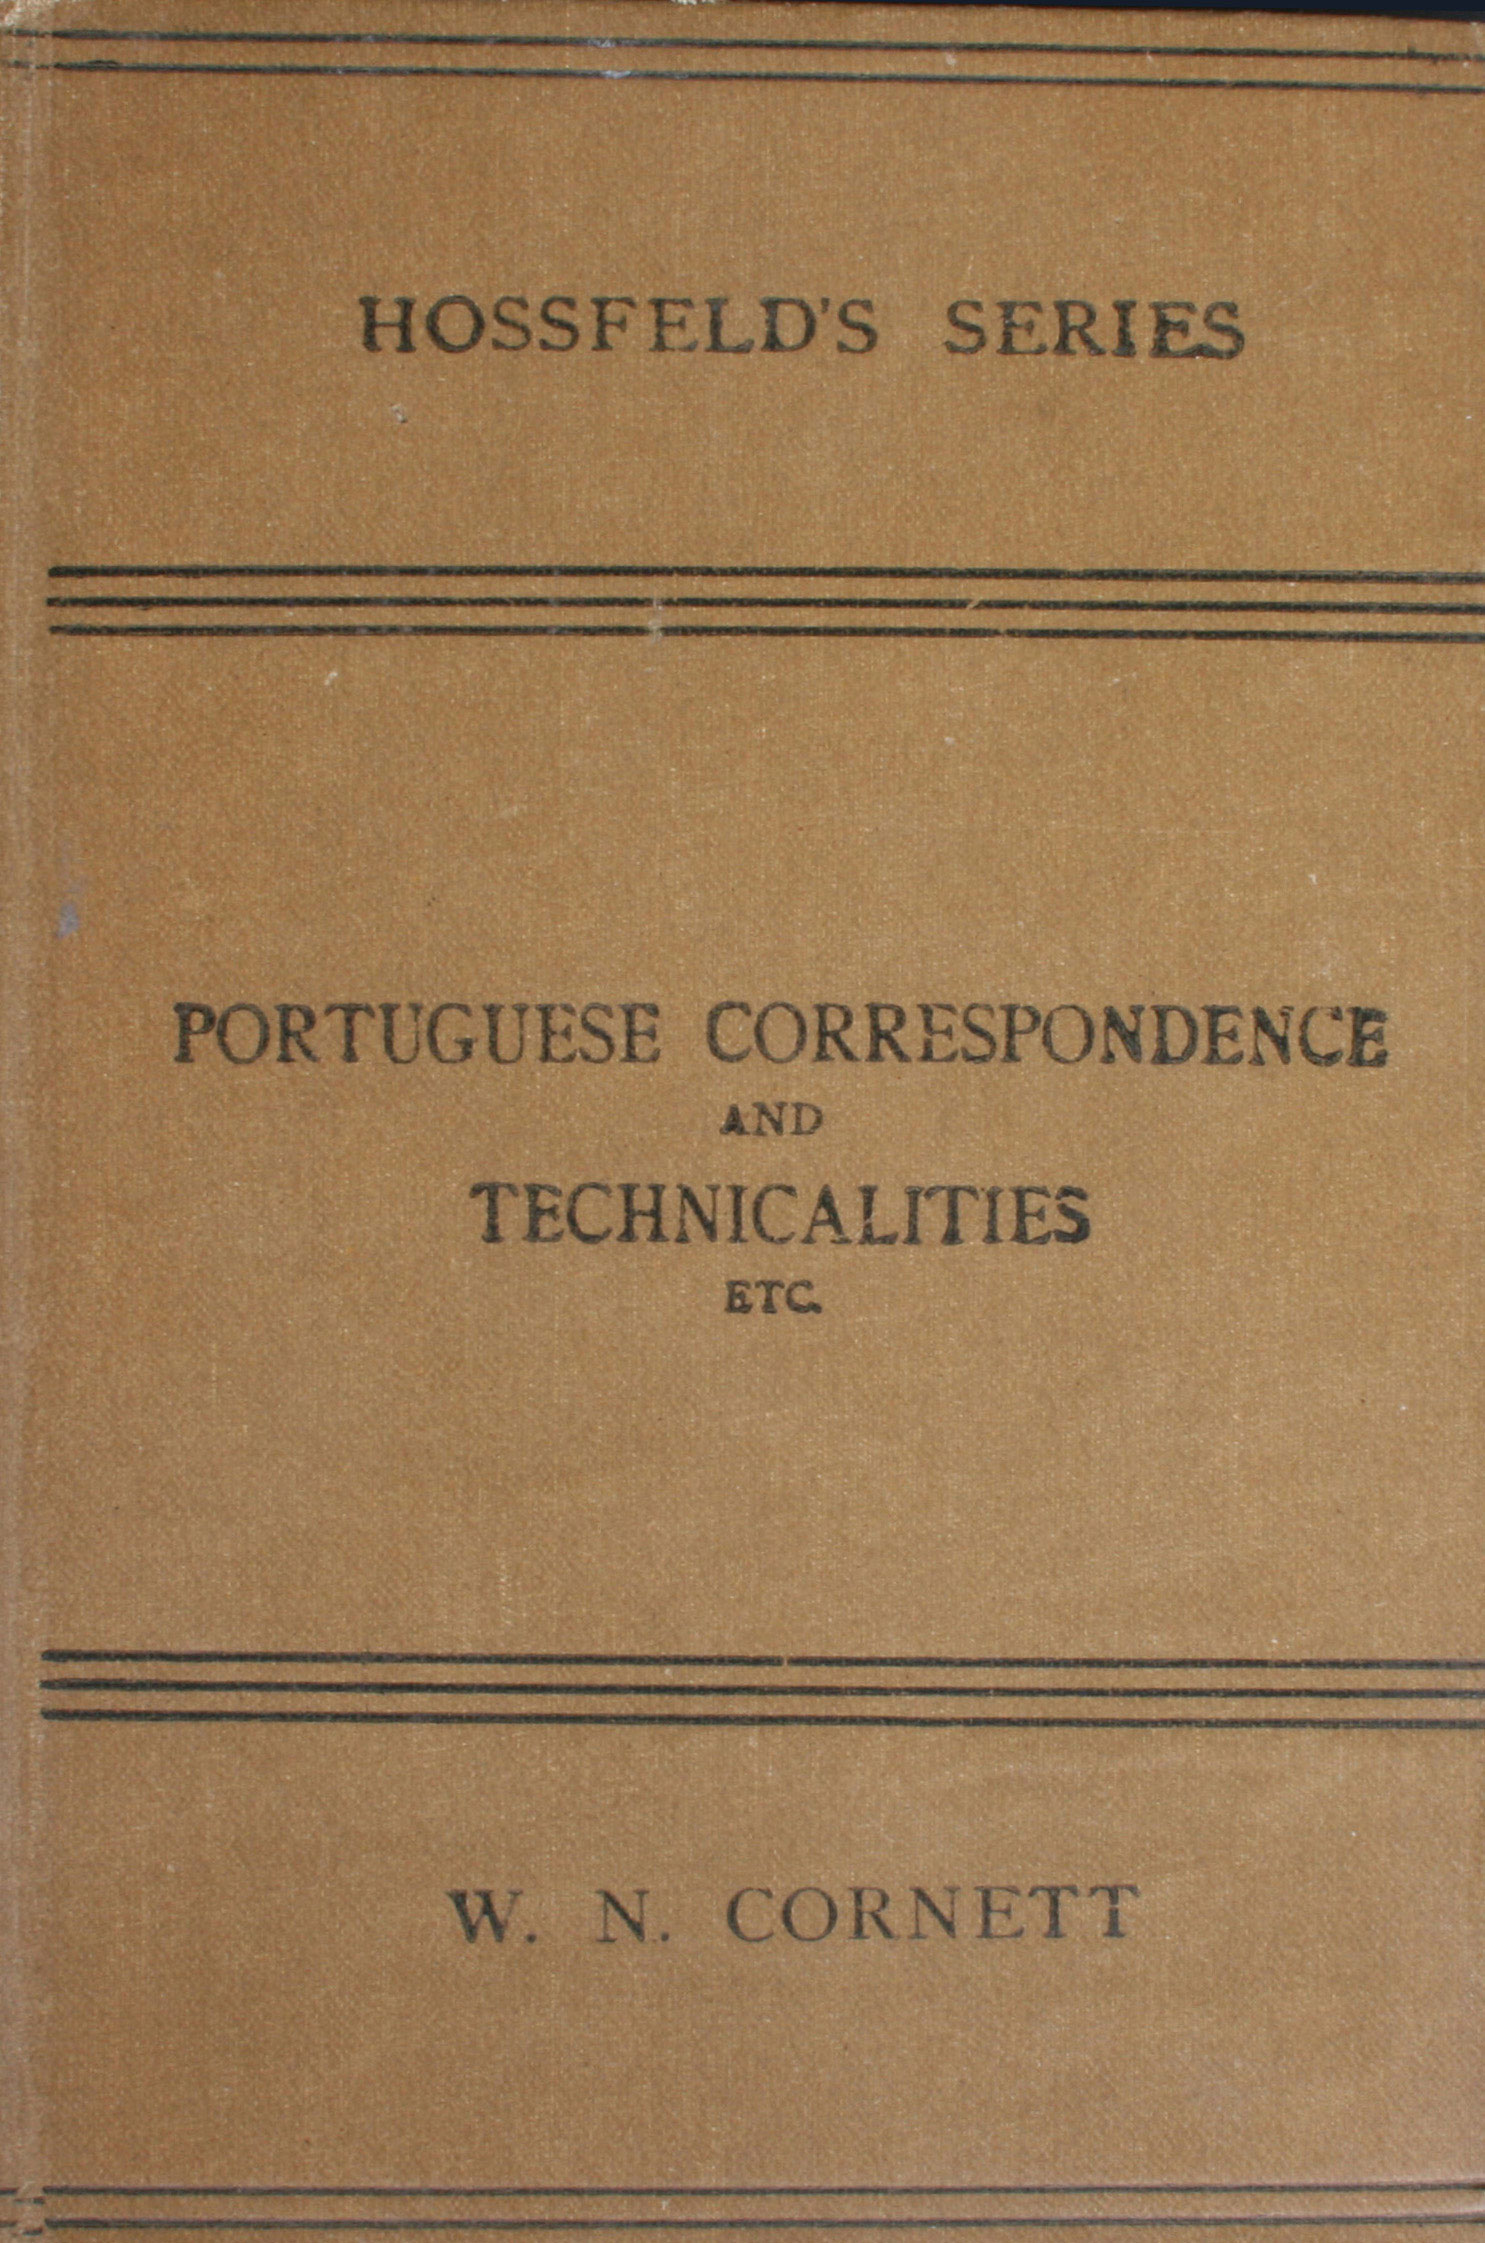 HOSSFELD'S SERIES
PORTUGUESE CORRESPONDENCE
AND
TECHNICALITIES
ETC.
W. N. CORNETT